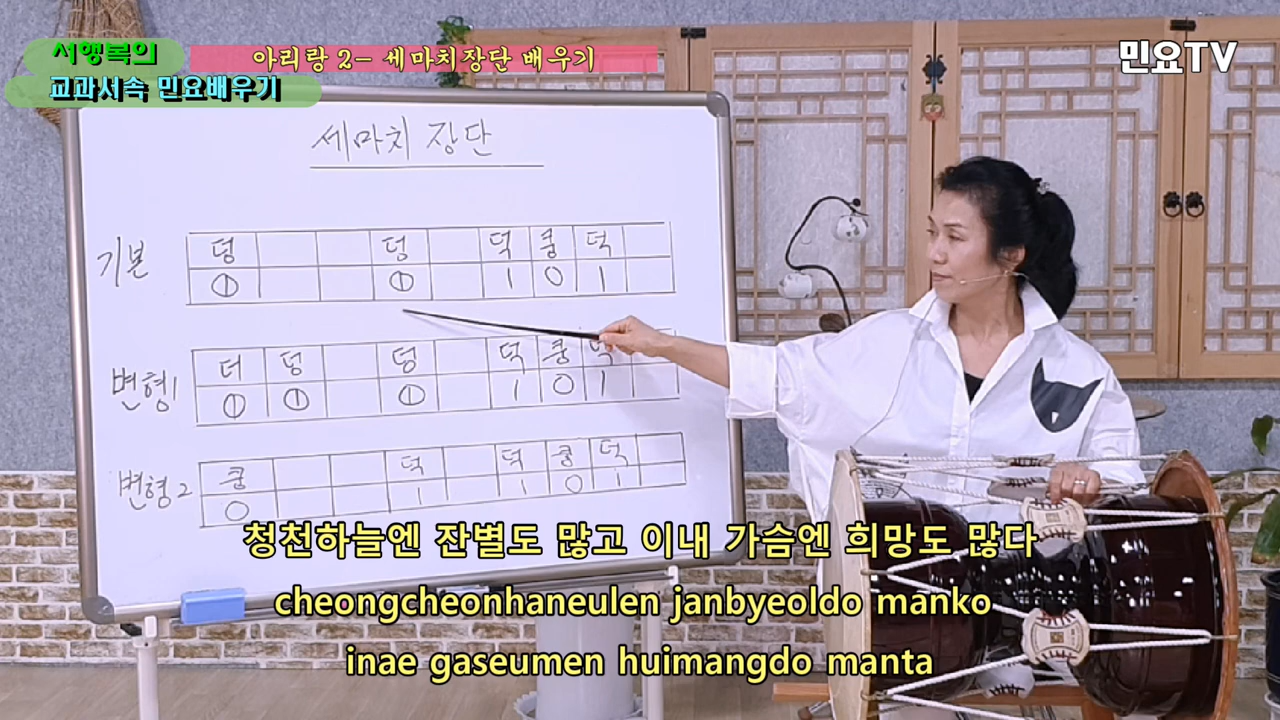 서행복의
교과서속 민요배우기
아리랑 2- 세마치장단 배우기
민요TV
세마치 장단
기본 덩 덩 덕 쿵 덕
변형1 더 덩 덩 덕 쿵 덕
변형2 쿵 덕 덕 쿵 덕
청천하늘엔 잔별도 많고 이내 가슴엔 희망도 많다
cheongcheonhaneulen janbyeoldo manko
inae gaseumen huimangdo manta